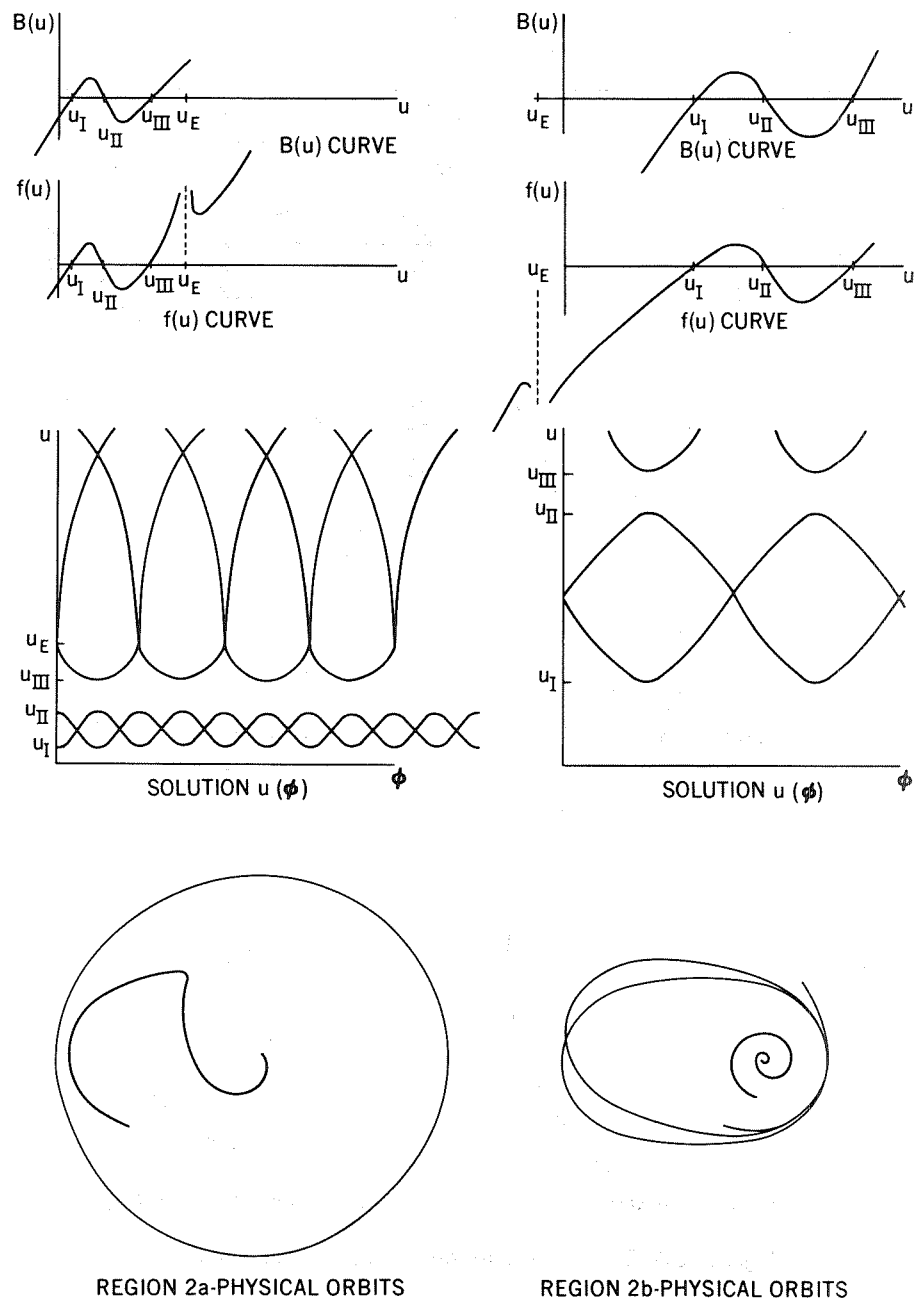 B(u)
u_I
u_II
u_III
u_E
u
B(u) CURVE
f(u)
u_I
u_II
u_III
u_E
u
f(u) CURVE
u
u_E
u_III
u_II
u_I
SOLUTION u (ϕ)
ϕ
REGION 2a-PHYSICAL ORBITS
B(u)
u_E
u_I
u_II
u_III
u
B(u) CURVE
f(u)
u_E
u_I
u_II
u_III
u
f(u) CURVE
u
u_III
u_II
u_I
SOLUTION u (ϕ)
ϕ
REGION 2b-PHYSICAL ORBITS